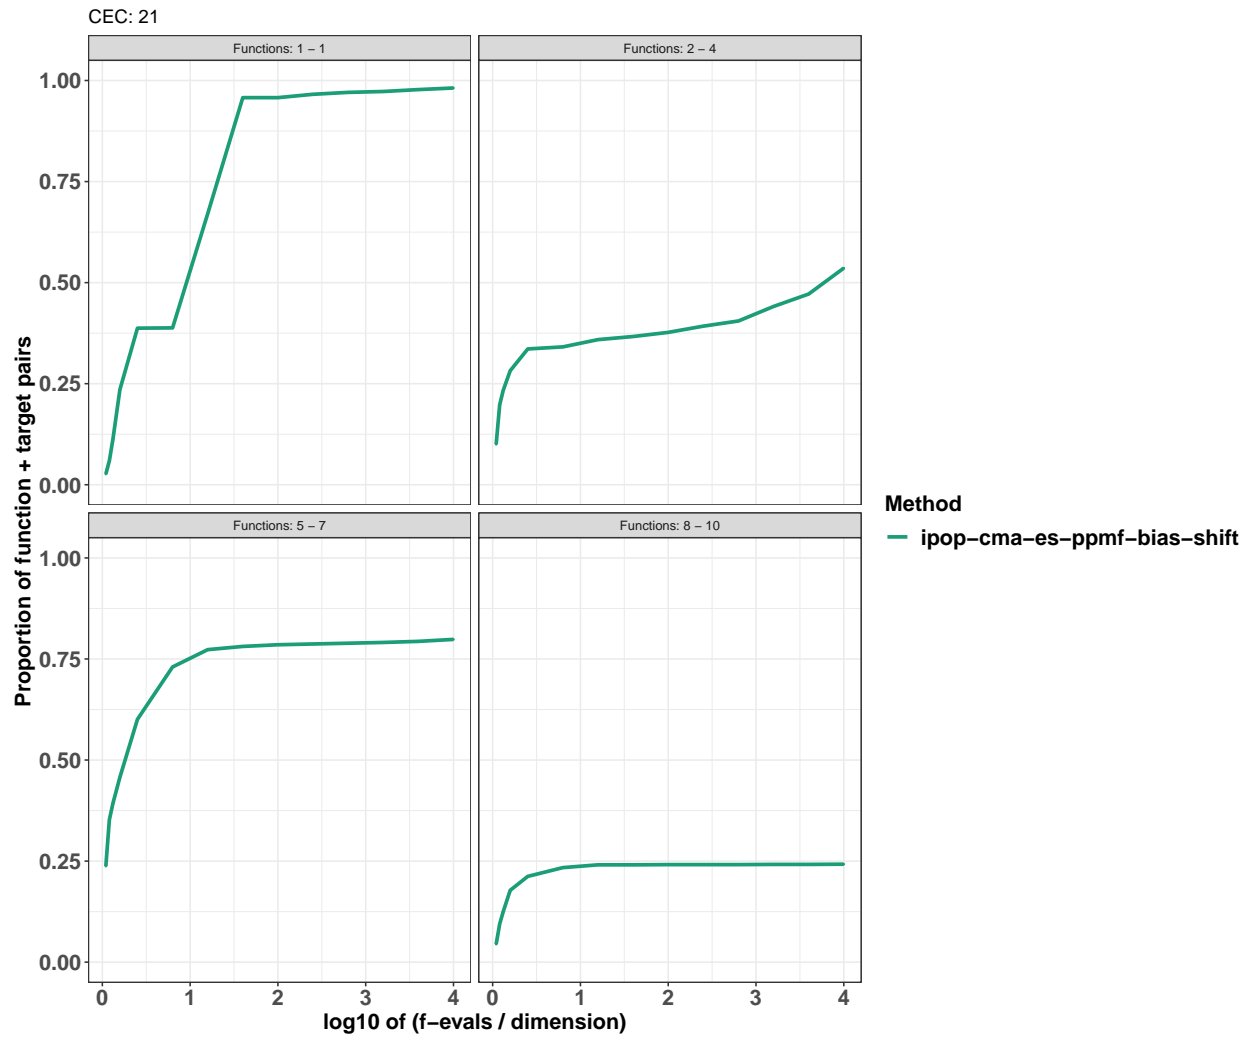 CEC: 21
Functions: 1 − 1
Functions: 2 − 4
1.00
0.75
0.50
0.25
0.00
Functions: 5 − 7
Functions: 8 − 10
1.00
0.75
0.50
0.25
0.00
0 1 2 3 4
0 1 2 3 4
log10 of (f−evals / dimension)
Proportion of function + target pairs
Method
ipop−cma−es−ppmf−bias−shift